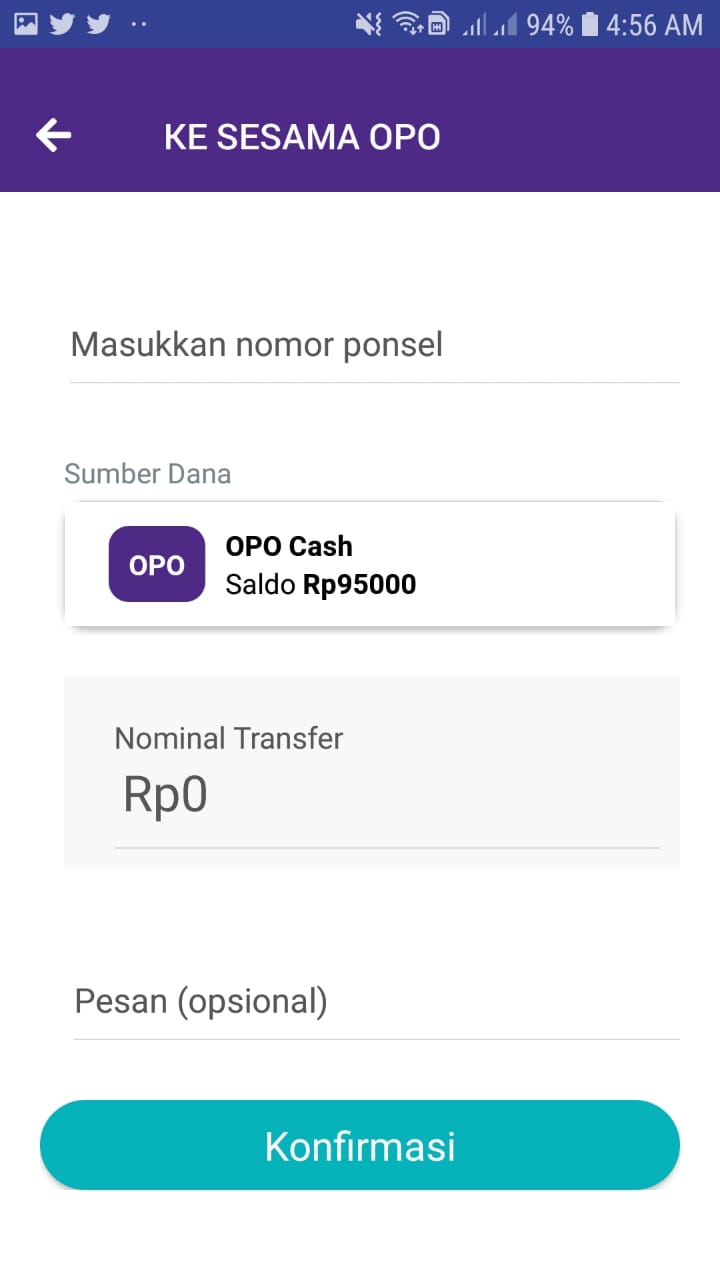 94% 4:56 AM
KE SESAMA OPO
Masukkan nomor ponsel
Sumber Dana
OPO
OPO Cash
Saldo Rp95000
Nominal Transfer
Rp0
Pesan (opsional)
Konfirmasi